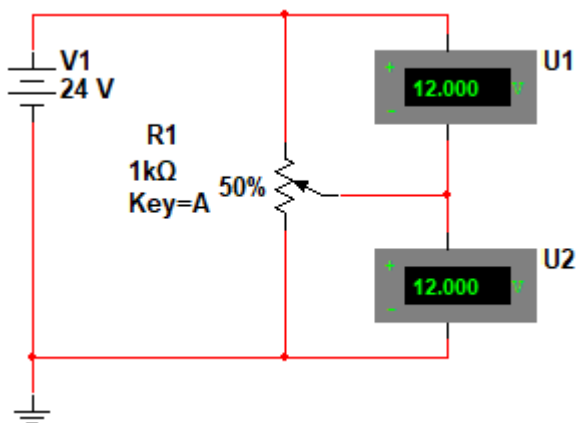 V1
24 V
R1
1kΩ
Key=A
50%
+
12.000
V
-
U1
+
12.000
V
-
U2